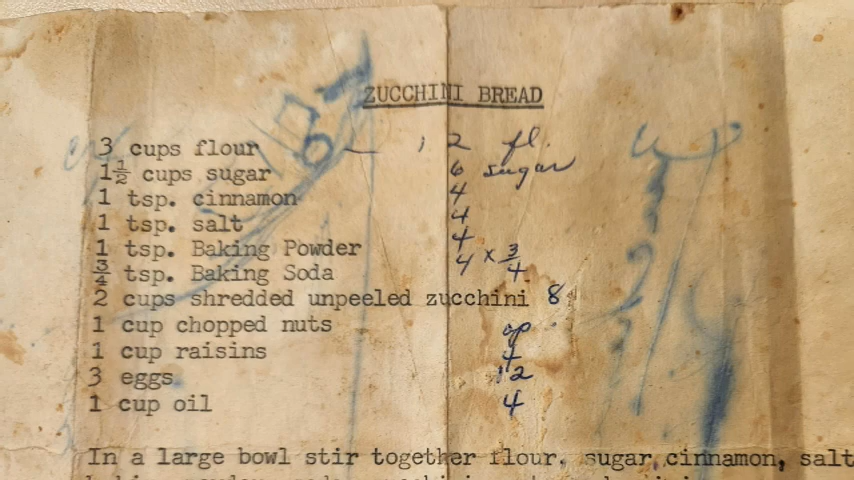 ZUCCHINI BREAD
3 cups flour — 12 fl.
1½ cups sugar 6 sugar
1 tsp. cinnamon 4
1 tsp. salt 4
1 tsp. Baking Powder 4
¾ tsp. Baking Soda 4 x ¾
2 cups shredded unpeeled zucchini 8
1 cup chopped nuts
1 cup raisins 4
3 eggs 12
1 cup oil 4
In a large bowl stir together flour, sugar, cinnamon, salt